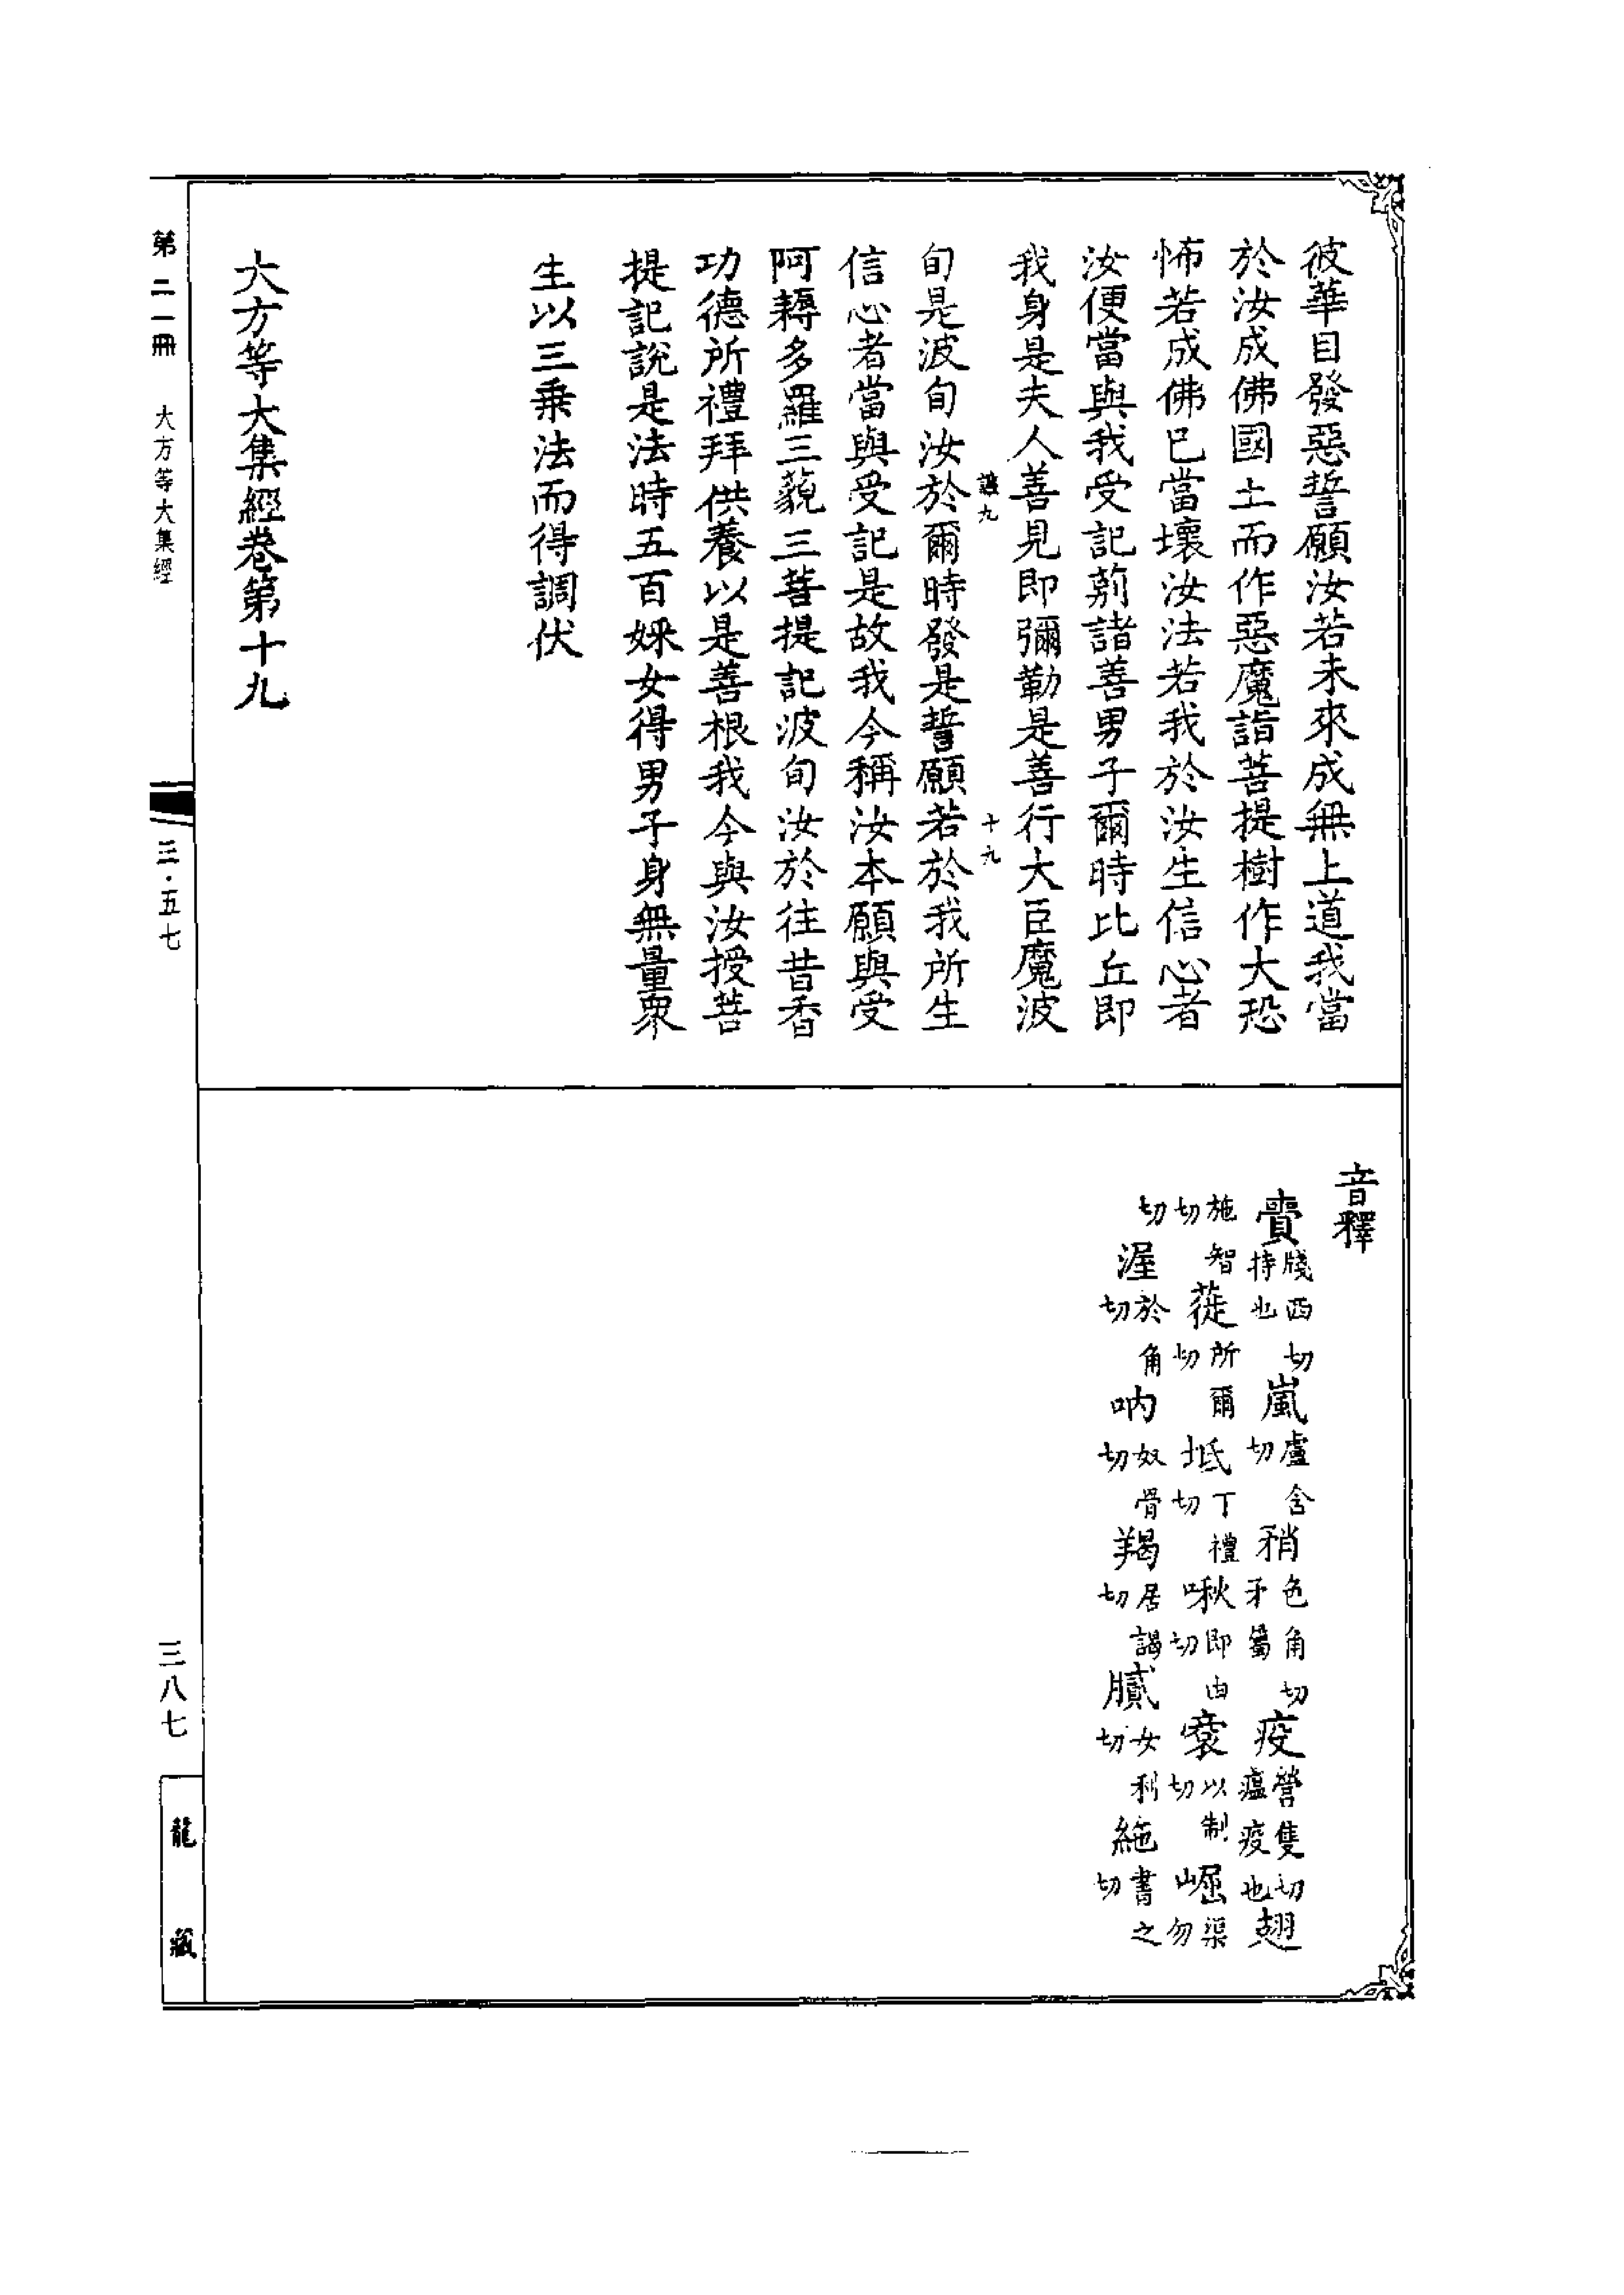 彼華目發惡誓願汝若未來成無上道我當
於汝成佛國土而作惡魔詣菩提樹作大恐
怖若成佛已當壞汝法若我於汝生信心者
汝便當與我受記莂諸善男子爾時比丘即
我身是夫人善見即彌勒是善行大臣魔波
十九
旬是波旬汝於爾時發是誓願若於我所生
信心者當與受記是故我今稱汝本願與受
阿耨多羅三藐三菩提記波旬汝於往昔香
功德所禮拜供養以是善根我今與汝授菩
提記說是法時五百婇女得男子身無量眾
生以三乘法而得調伏
大方等大集經卷第十九
音釋
賷牋西切持也嵐盧含切矟色角切矛屬疫營隻切瘟疫也翅
施智切蓰所爾切坻丁禮切啾即由切裔以制切崛渠勿
切渥於角切吶奴骨切羯居謁切膩女利切絁書之切
第二一冊 大方等大集經 三·五七 三八七 龍藏